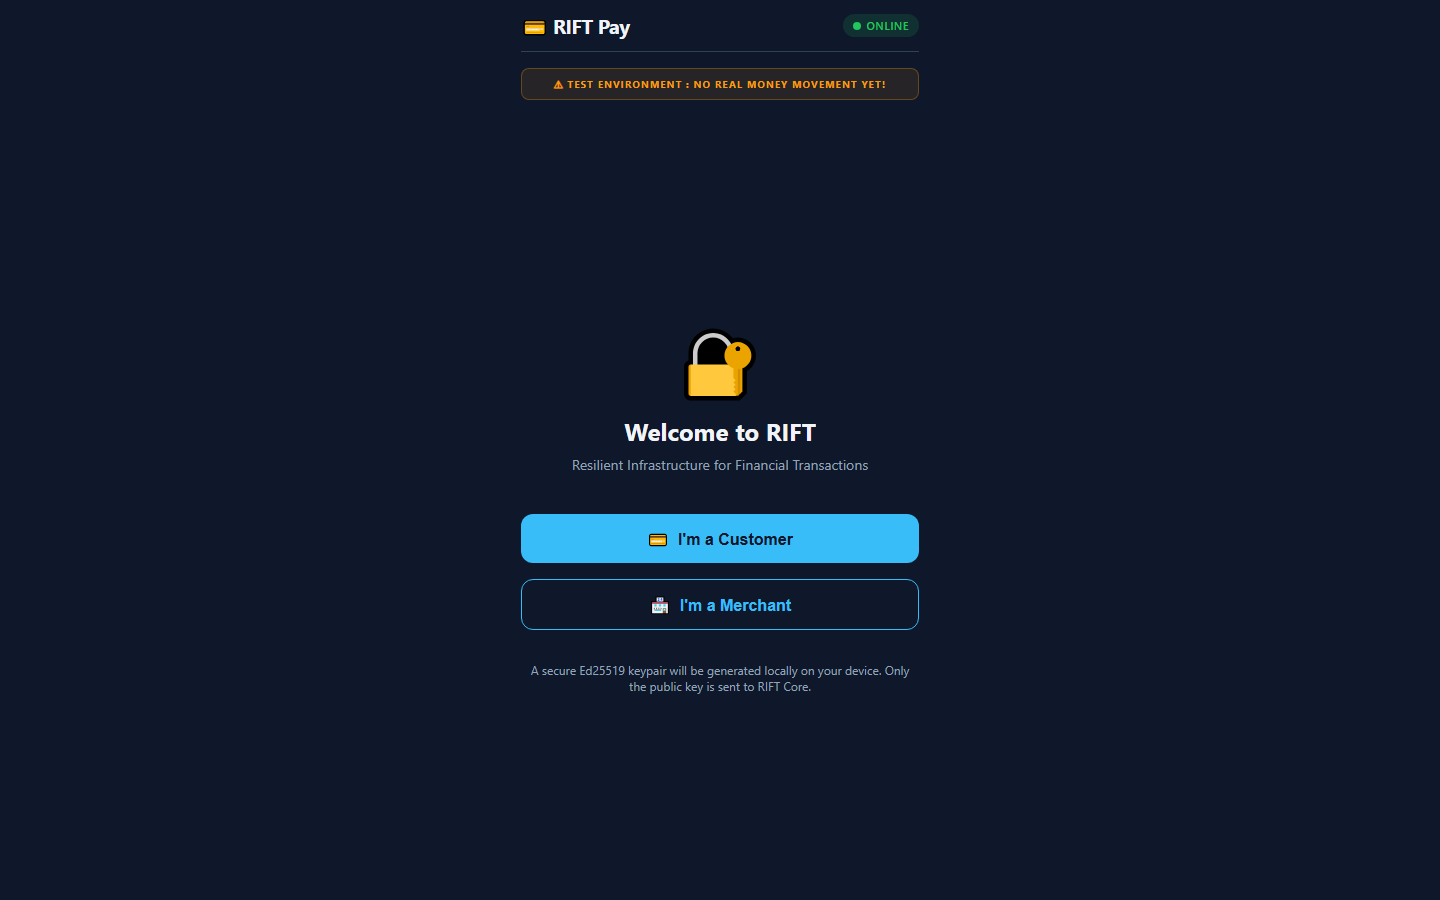 RIFT Pay
ONLINE
⚠ TEST ENVIRONMENT : NO REAL MONEY MOVEMENT YET!
Welcome to RIFT
Resilient Infrastructure for Financial Transactions
I'm a Customer
I'm a Merchant
A secure Ed25519 keypair will be generated locally on your device. Only
the public key is sent to RIFT Core.